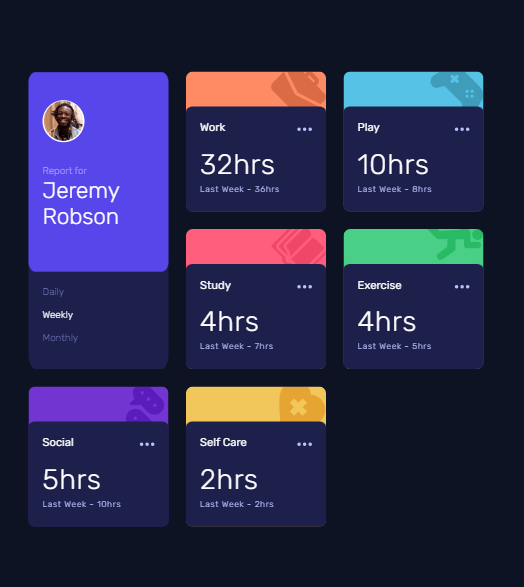 Report for
Jeremy
Robson
Daily
Weekly
Monthly
Work
32hrs
Last Week - 36hrs
Play
10hrs
Last Week - 8hrs
Study
4hrs
Last Week - 7hrs
Exercise
4hrs
Last Week - 5hrs
Social
5hrs
Last Week - 10hrs
Self Care
2hrs
Last Week - 2hrs